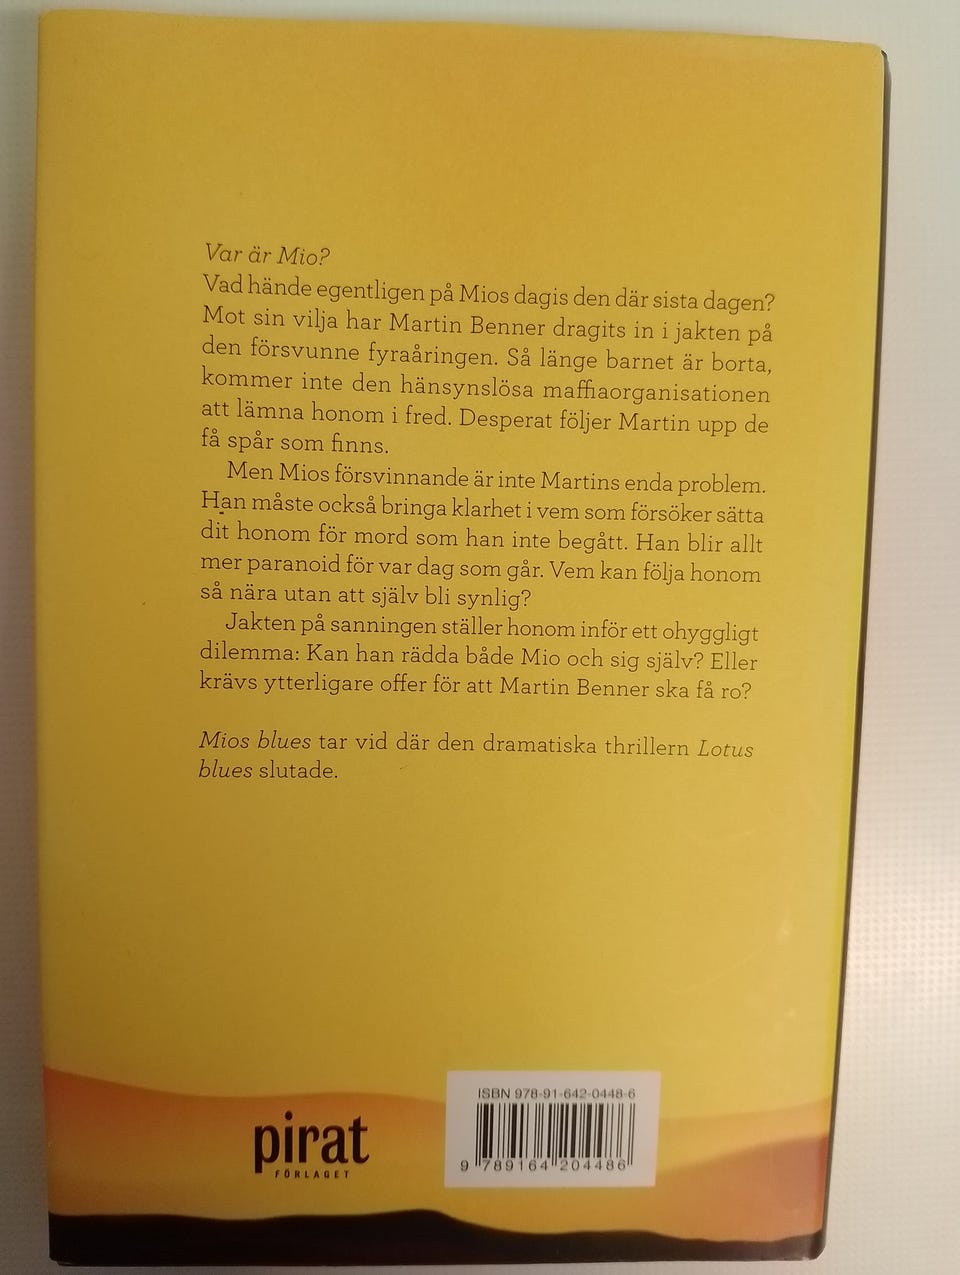 Var är Mio?
Vad hände egentligen på Mios dagis den där sista dagen?
Mot sin vilja har Martin Benner dragits in i jakten på
den försvunne fyraåringen. Så länge barnet är borta,
kommer inte den hänsynslösa maffiaorganisationen
att lämna honom i fred. Desperat följer Martin upp de
få spår som finns.
Men Mios försvinnande är inte Martins enda problem.
Han måste också bringa klarhet i vem som försöker sätta
dit honom för mord som han inte begått. Han blir allt
mer paranoid för var dag som går. Vem kan följa honom
så nära utan att själv bli synlig?
Jakten på sanningen ställer honom inför ett ohyggligt
dilemma: Kan han rädda både Mio och sig själv? Eller
krävs ytterligare offer för att Martin Benner ska få ro?
Mios blues tar vid där den dramatiska thrillern Lotus
blues slutade.
ISBN 978-91-642-0448-6
9 789164 204486
pirat
FÖRLAGET